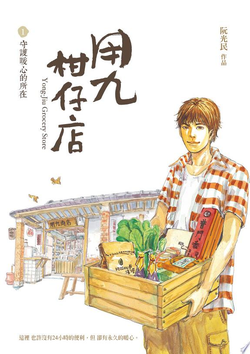 阮光民
作品
用九
柑仔店
Yong-Jiu Grocery Store
1
守護暖心的所在
這裡也許沒有24小時的便利，但卻有永久的暖心。